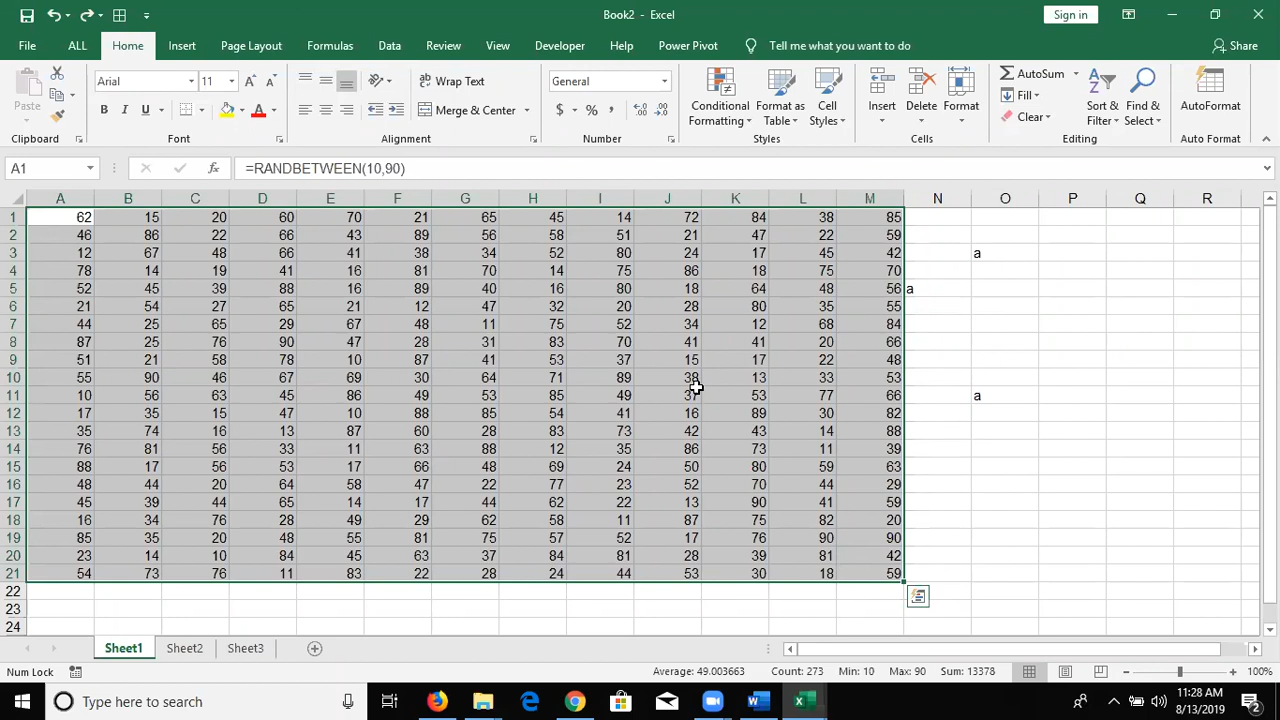 Book2 - Excel
Sign in
File ALL Home Insert Page Layout Formulas Data Review View Developer Help Power Pivot Tell me what you want to do Share
Paste
Arial 11
B I U
Wrap Text
Merge & Center
General
$ % ,
Conditional Formatting
Format as Table
Cell Styles
Insert Delete Format
AutoSum
Fill
Clear
Sort & Filter
Find & Select
AutoFormat
Clipboard Font Alignment Number Styles Cells Editing Auto Format
A1 fx =RANDBETWEEN(10,90)
A B C D E F G H I J K L M N O P Q R
1 62 15 20 60 70 21 65 45 14 72 84 38 85
2 46 86 22 66 43 89 56 58 51 21 47 22 59
3 12 67 48 66 41 38 34 52 80 24 17 45 42 a
4 78 14 19 41 16 81 70 14 75 86 18 75 70
5 52 45 39 88 16 89 40 16 80 18 64 48 56 a
6 21 54 27 65 21 12 47 32 20 28 80 35 55
7 44 25 65 29 67 48 11 75 52 34 12 68 84
8 87 25 76 90 47 28 31 83 70 41 41 20 66
9 51 21 58 78 10 87 41 53 37 15 17 22 48
10 55 90 46 67 69 30 64 71 89 38 13 33 53
11 10 56 63 45 86 49 53 85 49 37 53 77 66 a
12 17 35 15 47 10 88 85 54 41 16 89 30 82
13 35 74 16 13 87 60 28 83 73 42 43 14 88
14 76 81 56 33 11 63 88 12 35 86 73 11 39
15 88 17 56 53 17 66 48 69 24 50 80 59 63
16 48 44 20 64 58 47 22 77 23 52 70 44 29
17 45 39 44 65 14 17 44 62 22 13 90 41 59
18 16 34 76 28 49 29 62 58 11 87 75 82 20
19 85 35 20 48 55 81 75 57 52 17 76 90 90
20 23 14 10 84 45 63 37 84 81 28 39 81 42
21 54 73 76 11 83 22 28 24 44 53 30 18 59
22
23
24
Sheet1 Sheet2 Sheet3
Num Lock Average: 49.003663 Count: 273 Min: 10 Max: 90 Sum: 13378 100%
Type here to search
11:28 AM
8/13/2019
2